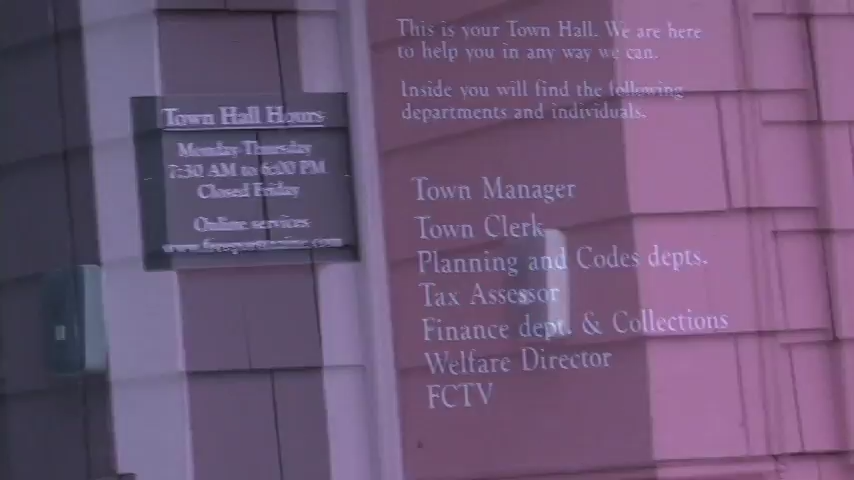 Town Hall Hours
Monday-Thursday
7:30 AM to 6:00 PM
Closed Friday
Online services
This is your Town Hall. We are here
to help you in any way we can.
Inside you will find the following
departments and individuals.
Town Manager
Town Clerk
Planning and Codes depts.
Tax Assessor
Finance dept. & Collections
Welfare Director
FCTV